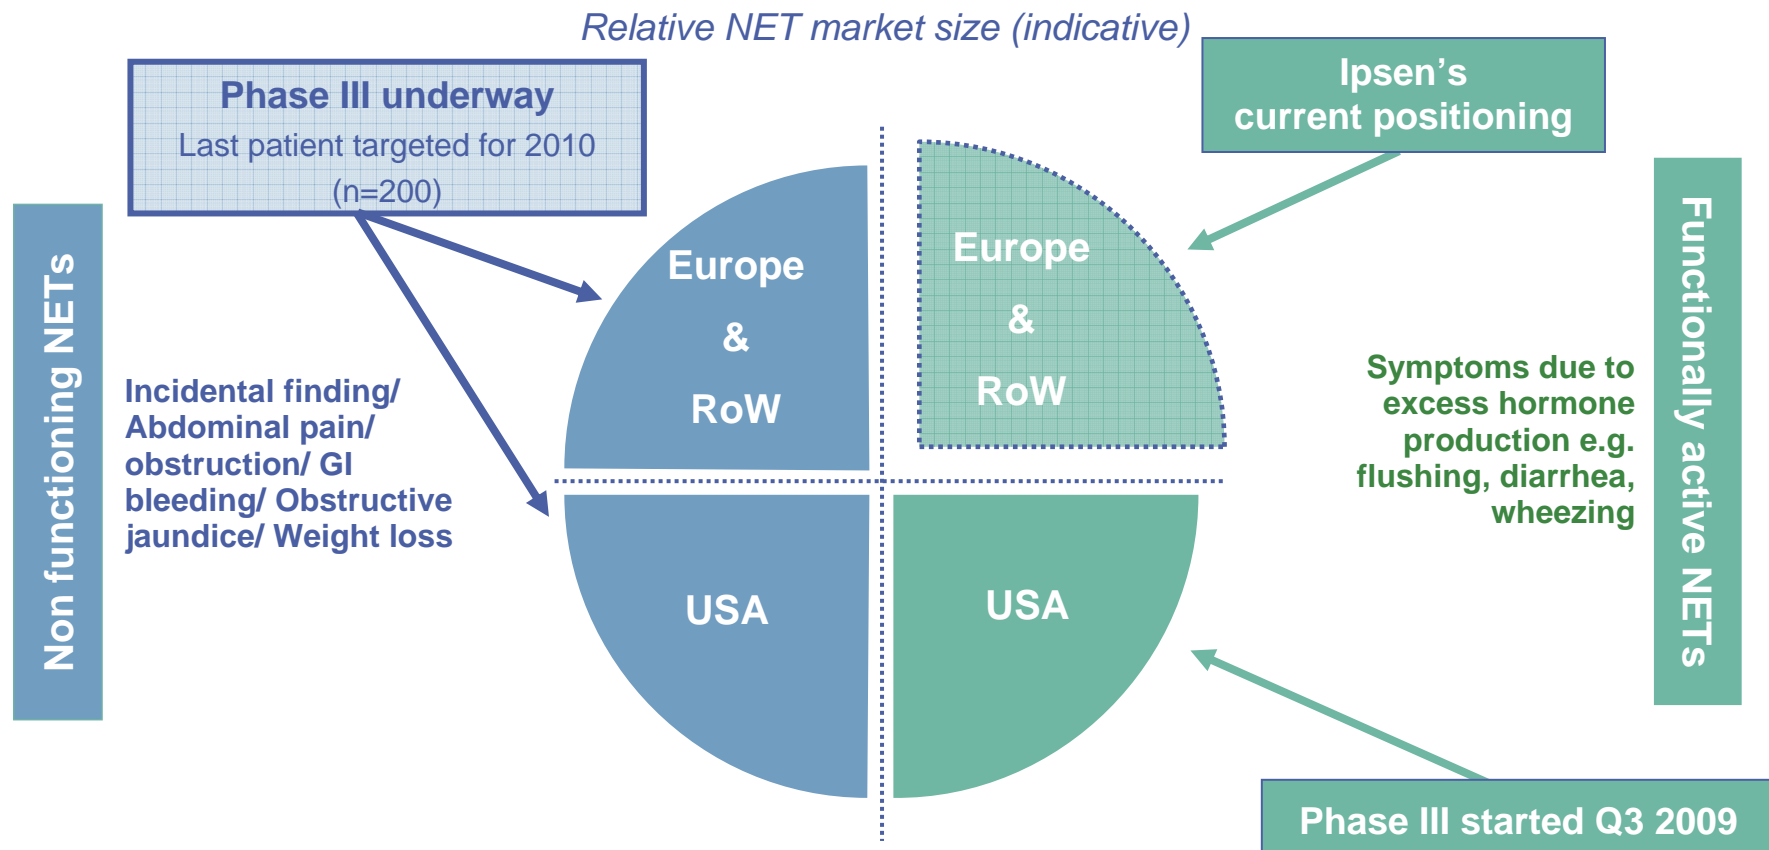 Relative NET market size (indicative)
Phase III underway
Last patient targeted for 2010
(n=200)
Ipsen’s
current positioning
Non functioning NETs
Incidental finding/
Abdominal pain/
obstruction/ GI
bleeding/ Obstructive
jaundice/ Weight loss
Europe
&
RoW
Europe
&
RoW
USA
USA
Symptoms due to
excess hormone
production e.g.
flushing, diarrhea,
wheezing
Functionally active NETs
Phase III started Q3 2009